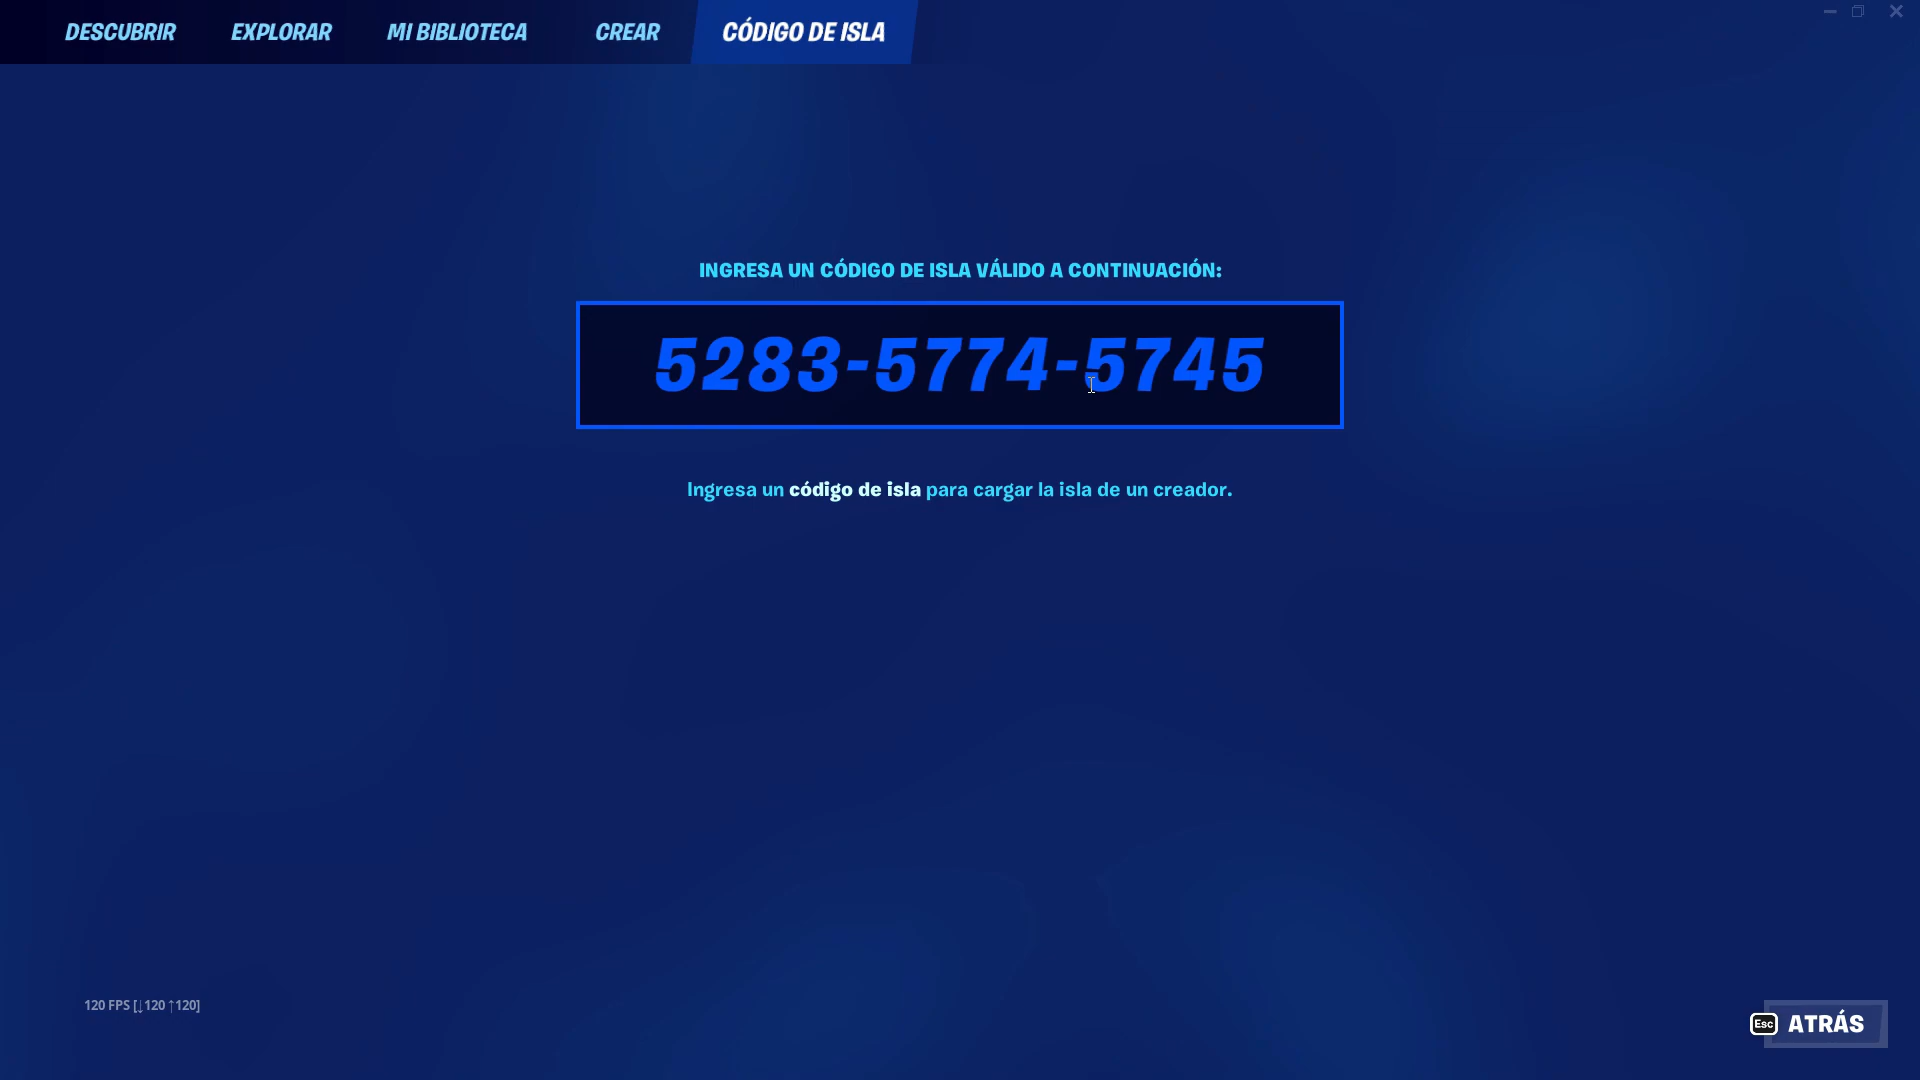 DESCUBRIR EXPLORAR MI BIBLIOTECA CREAR CÓDIGO DE ISLA
INGRESA UN CÓDIGO DE ISLA VÁLIDO A CONTINUACIÓN:
5283-5774-5745
Ingresa un código de isla para cargar la isla de un creador.
120 FPS [↓120 ↑120]
Esc ATRÁS